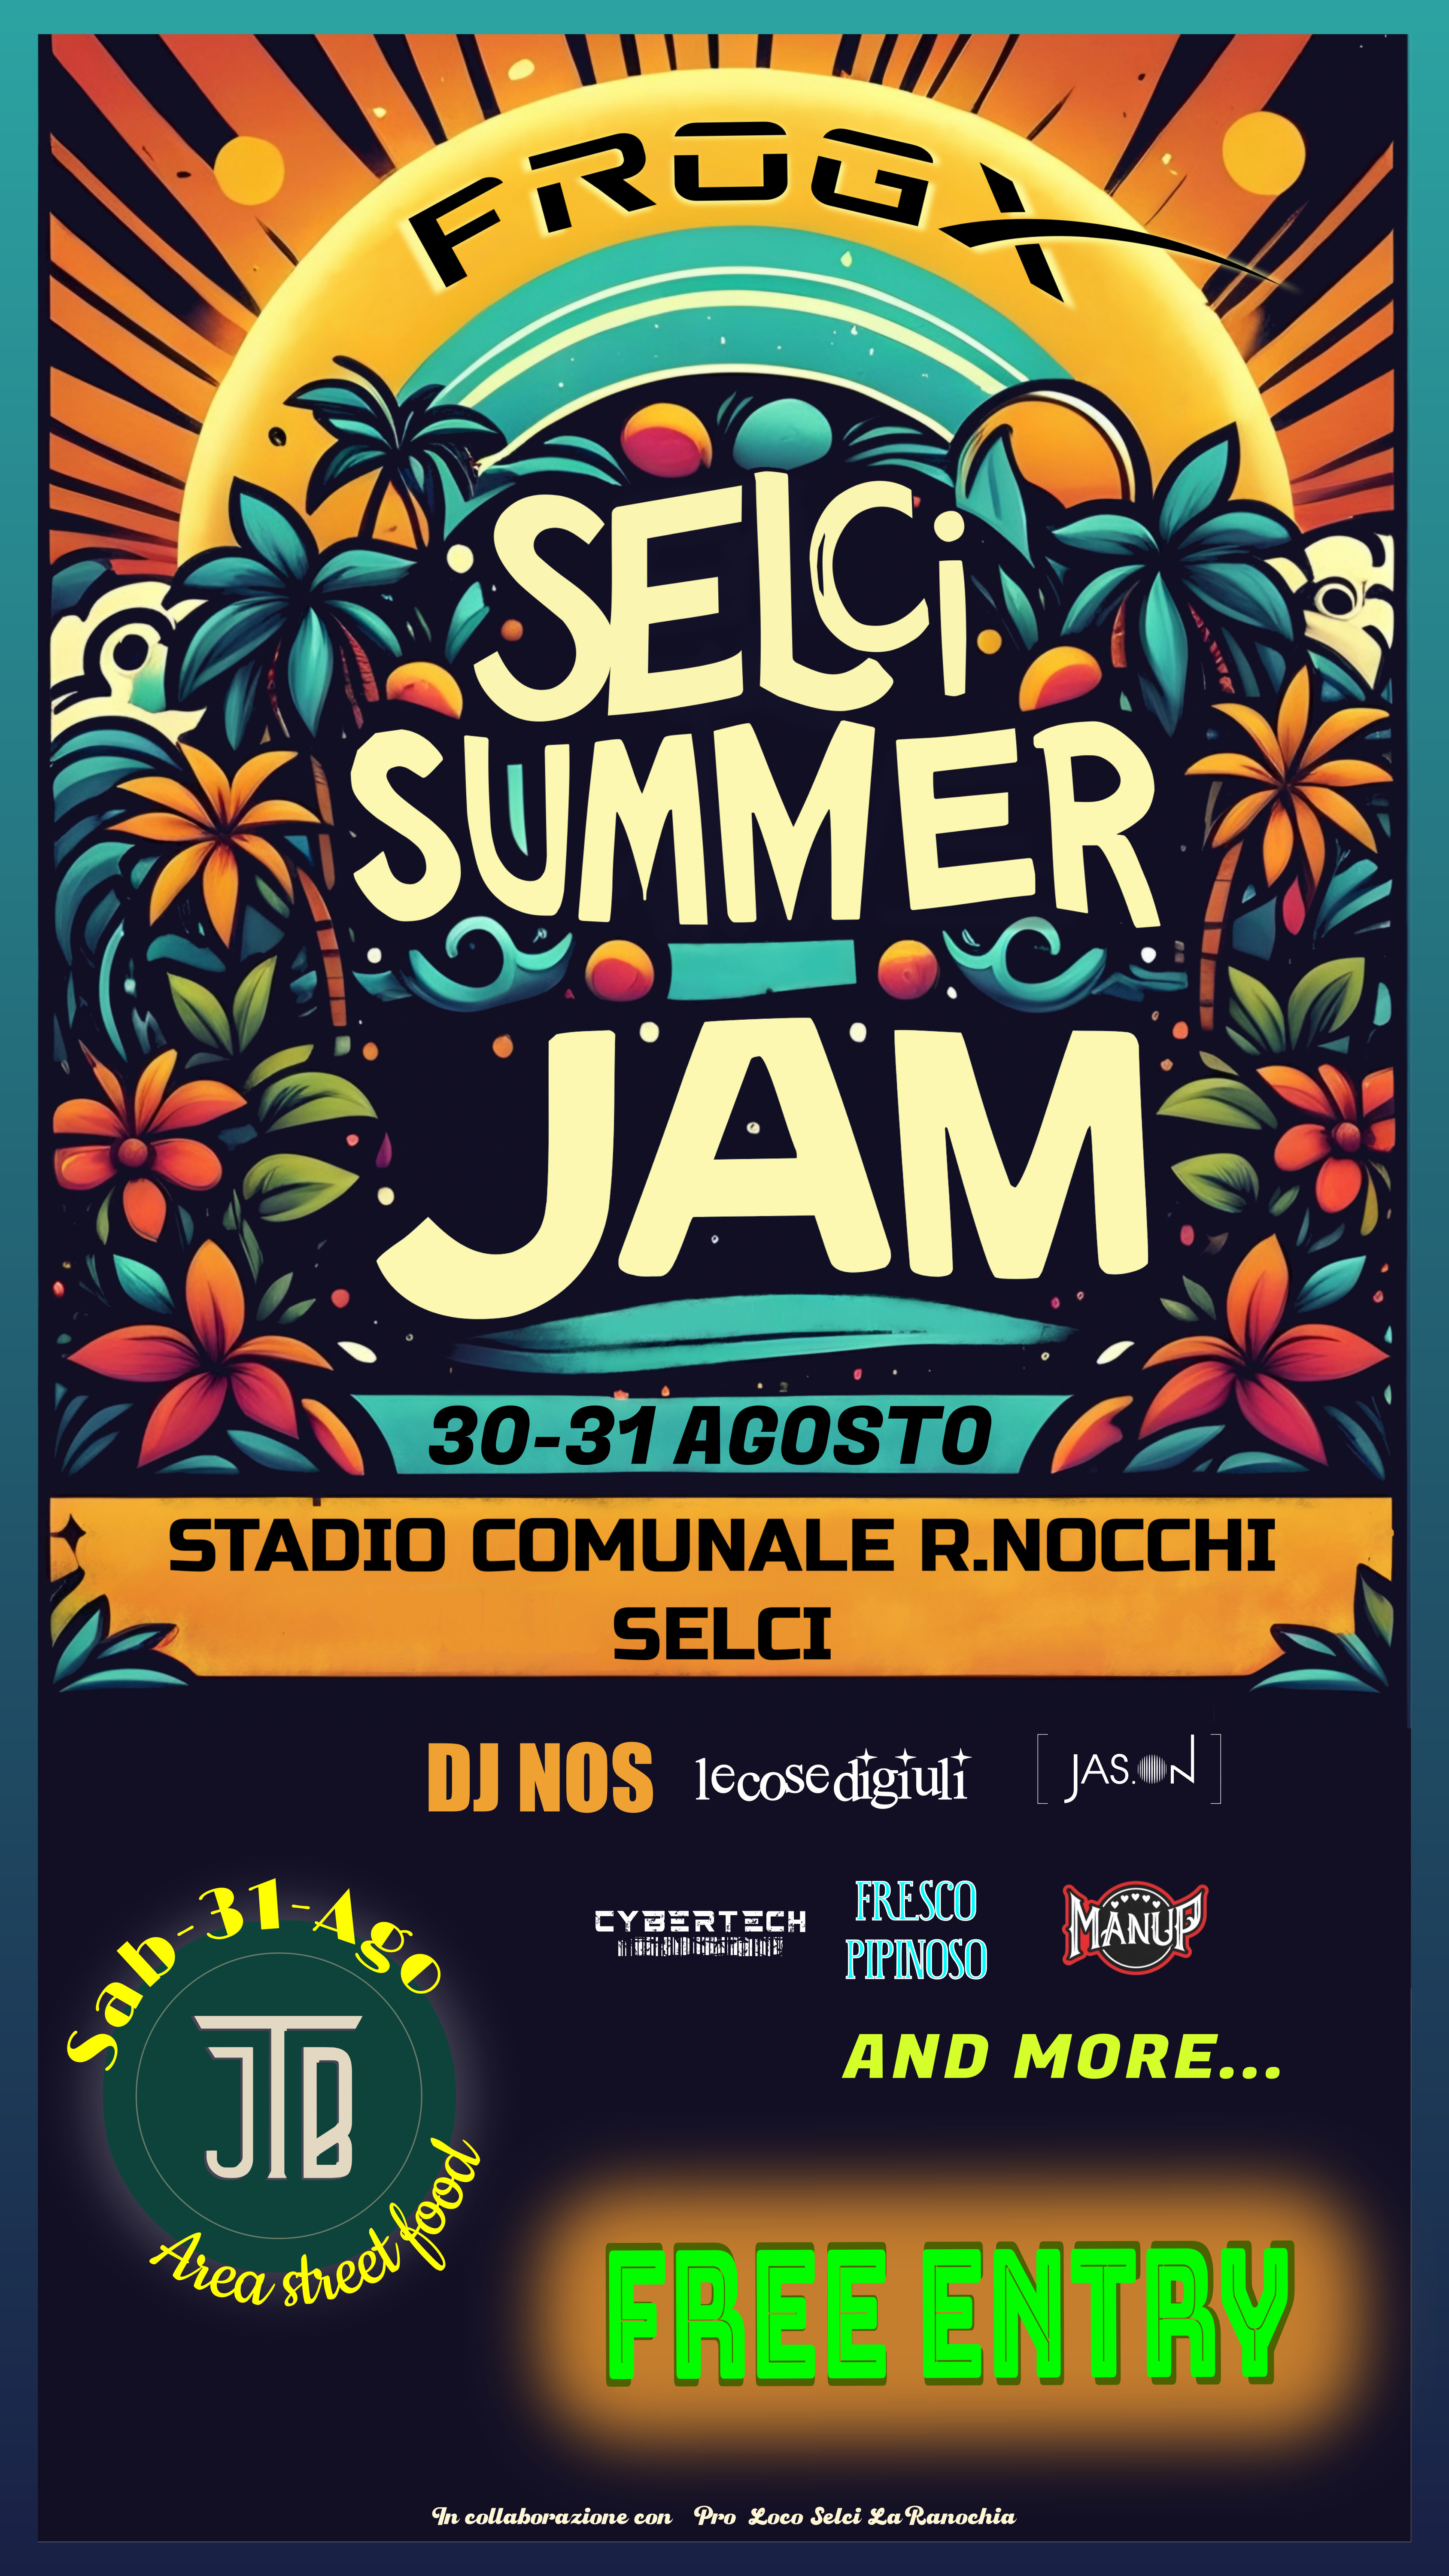 FROGX
SELCi
SUMMER
JAM
30-31 AGOSTO
STADIO COMUNALE R.NOCCHI
SELCI
DJ NOS
lecosedigiuli
[JAS.ON]
CYBERTECH
FRESCO
PIPINOSO
MANUP
AND MORE...
Sab-31-Ago
JTB
Area street food
FREE ENTRY
In collaborazione con Pro Loco Selci La Ranochia